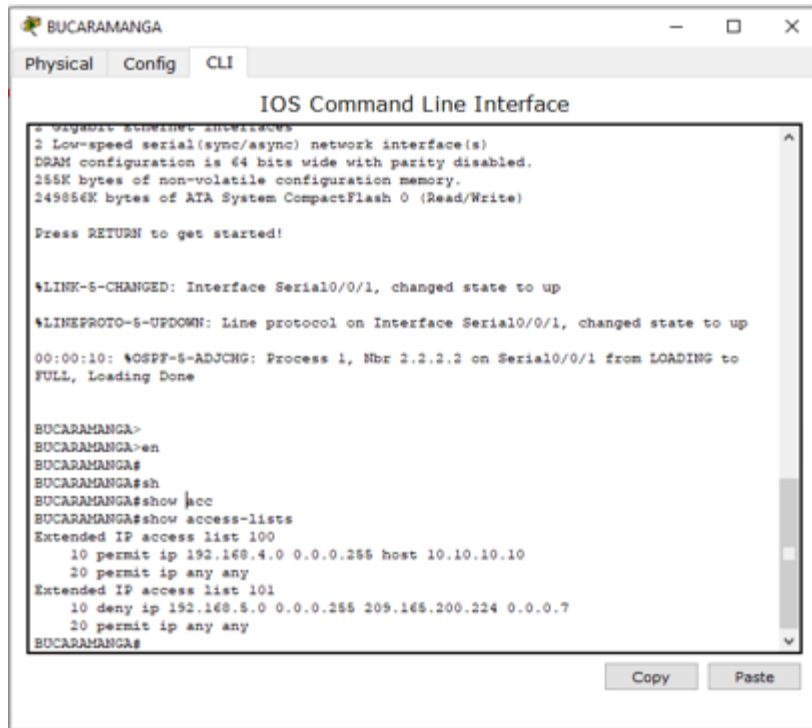 BUCARAMANGA
Physical Config CLI
IOS Command Line Interface
2 Gigabit Ethernet interfaces
2 Low-speed serial(sync/async) network interface(s)
DRAM configuration is 64 bits wide with parity disabled.
255K bytes of non-volatile configuration memory.
249856K bytes of ATA System CompactFlash 0 (Read/Write)
Press RETURN to get started!
%LINK-5-CHANGED: Interface Serial0/0/1, changed state to up
%LINEPROTO-5-UPDOWN: Line protocol on Interface Serial0/0/1, changed state to up
00:00:10: %OSPF-5-ADJCHG: Process 1, Nbr 2.2.2.2 on Serial0/0/1 from LOADING to
FULL, Loading Done
BUCARAMANGA>
BUCARAMANGA>en
BUCARAMANGA#
BUCARAMANGA#sh
BUCARAMANGA#show acc
BUCARAMANGA#show access-lists
Extended IP access list 100
10 permit ip 192.168.4.0 0.0.0.255 host 10.10.10.10
20 permit ip any any
Extended IP access list 101
10 deny ip 192.168.5.0 0.0.0.255 209.165.200.224 0.0.0.7
20 permit ip any any
BUCARAMANGA#
Copy Paste